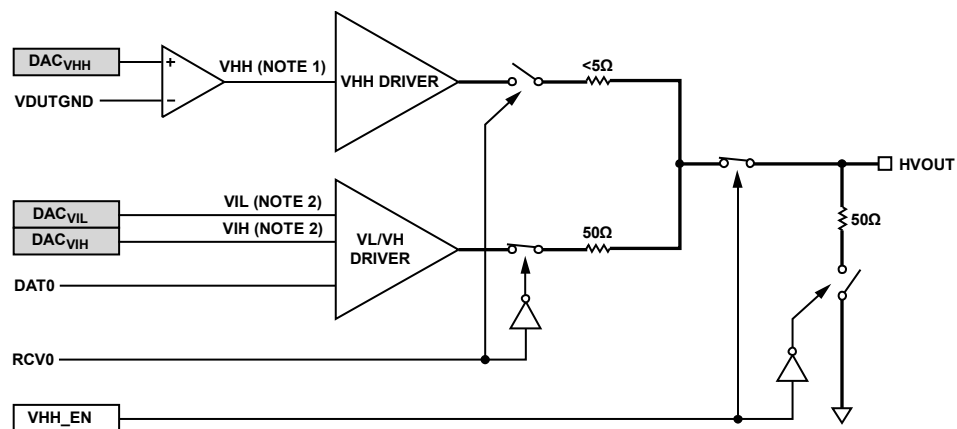 DACVHH
+
VHH (NOTE 1)
VHH DRIVER
<5Ω
VDUTGND
–
HVOUT
DACVIL
VIL (NOTE 2)
DACVIH
VIH (NOTE 2)
VL/VH
DRIVER
50Ω
50Ω
DAT0
RCV0
VHH_EN